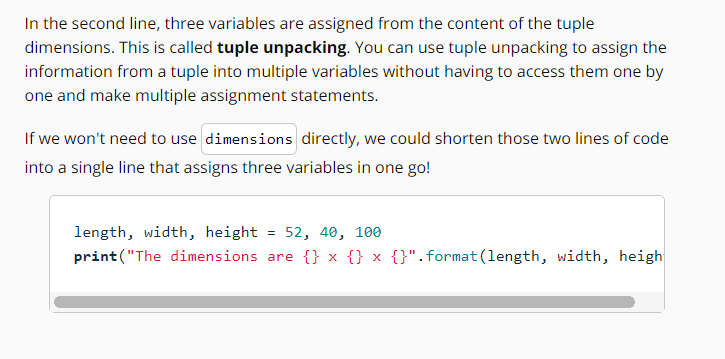 In the second line, three variables are assigned from the content of the tuple
dimensions. This is called tuple unpacking. You can use tuple unpacking to assign the
information from a tuple into multiple variables without having to access them one by
one and make multiple assignment statements.
If we won't need to use dimensions directly, we could shorten those two lines of code
into a single line that assigns three variables in one go!
length, width, height = 52, 40, 100
print("The dimensions are {} x {} x {}".format(length, width, heigh